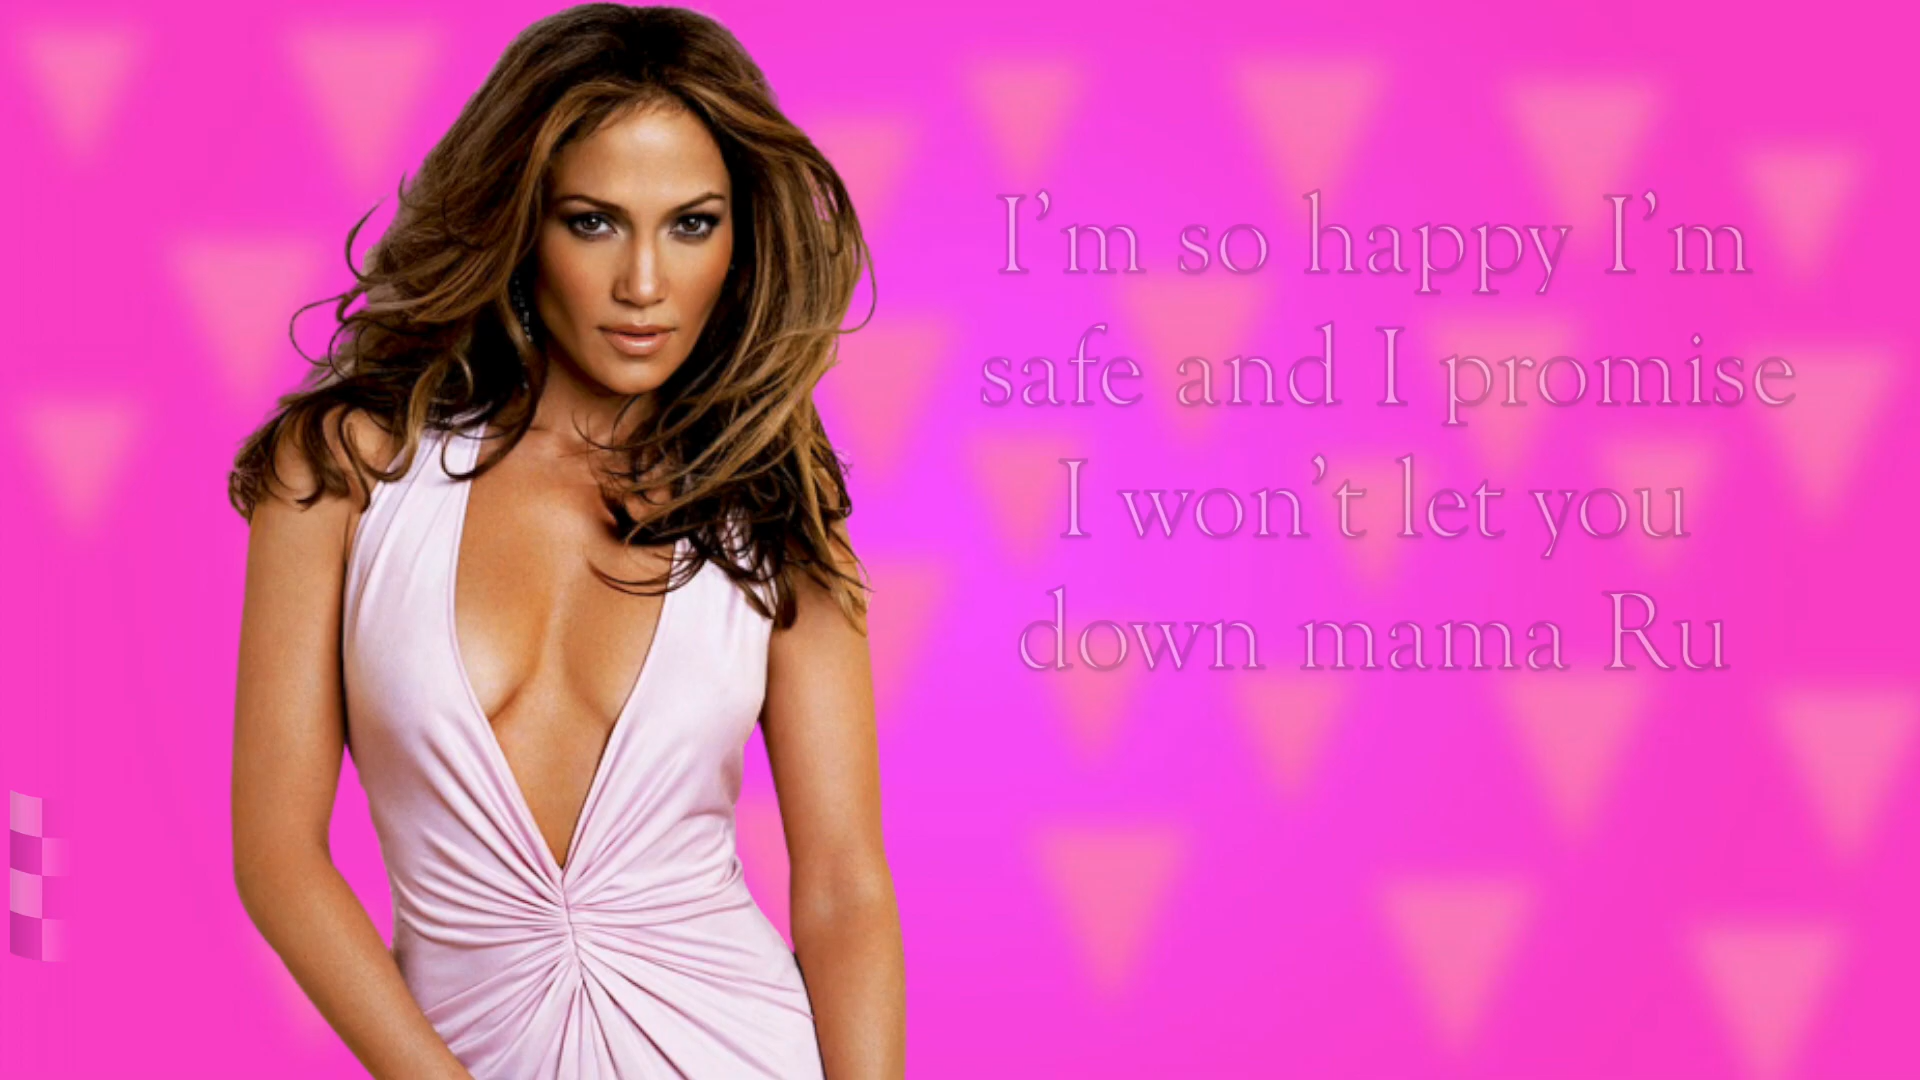 I'm so happy I'm
safe and I promise
I won't let you
down mama Ru